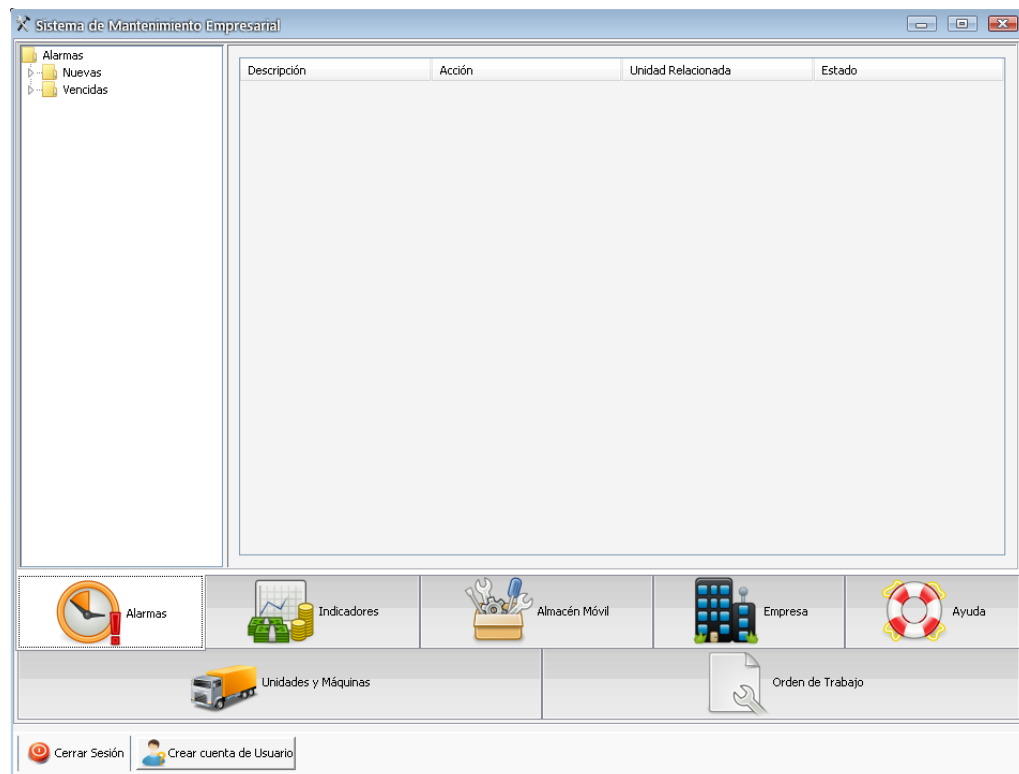 Sistema de Mantenimiento Empresarial
Alarmas
Nuevas
Vencidas
Descripción Acción Unidad Relacionada Estado
Alarmas Indicadores Almacén Móvil Empresa Ayuda
Unidades y Máquinas Orden de Trabajo
Cerrar Sesión Crear cuenta de Usuario